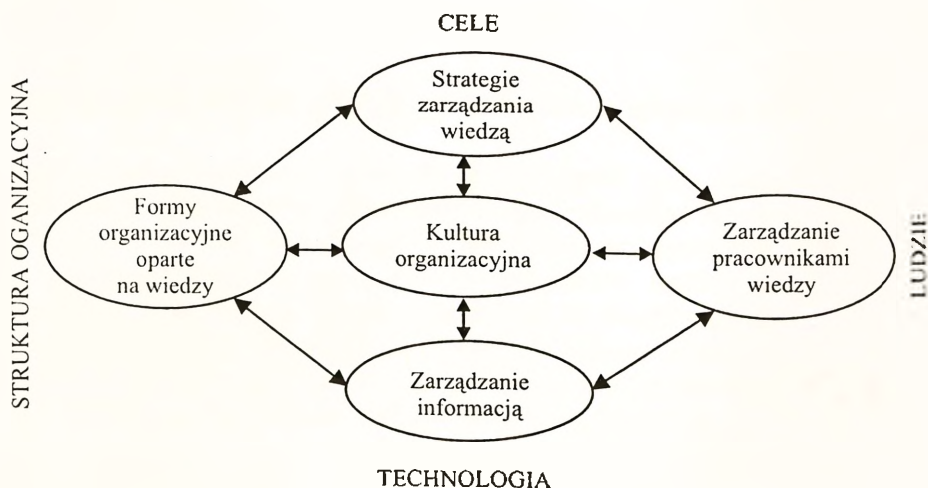 CELE
Strategie
zarządzania
wiedzą
STRUKTURA OGANIZACYJNA
Formy
organizacyjne
oparte
na wiedzy
Kultura
organizacyjna
Zarządzanie
pracownikami
wiedzy
LUDZIE
Zarządzanie
informacją
TECHNOLOGIA